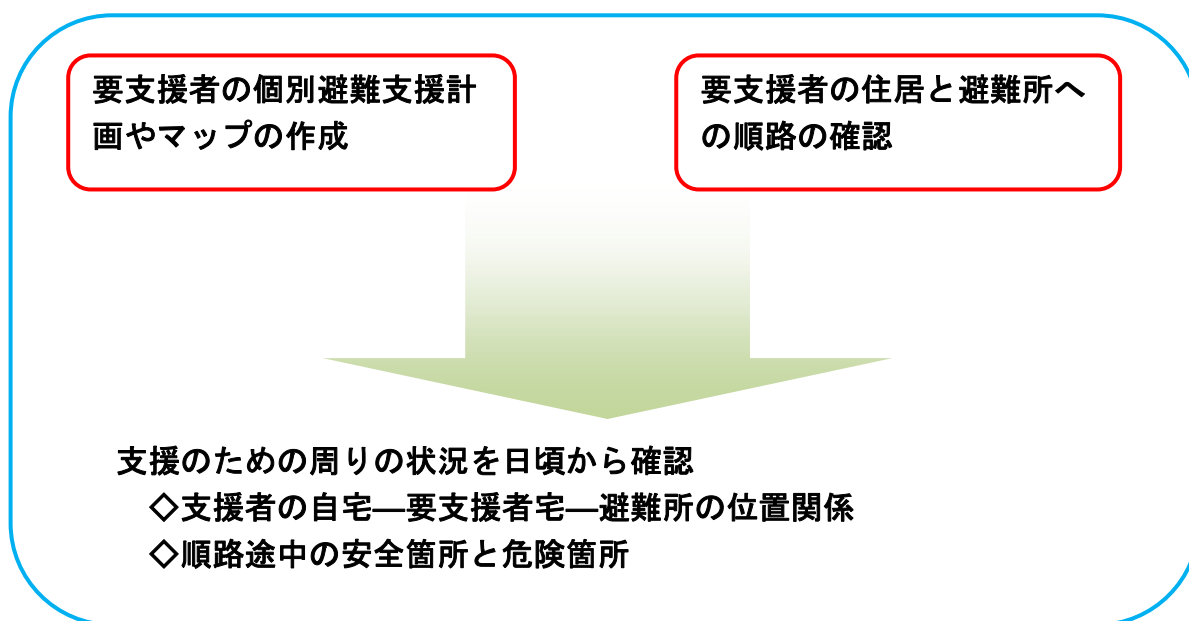 要支援者の個別避難支援計
画やマップの作成
要支援者の住居と避難所へ
の順路の確認
支援のための周りの状況を日頃から確認
◇支援者の自宅―要支援者宅―避難所の位置関係
◇順路途中の安全箇所と危険箇所